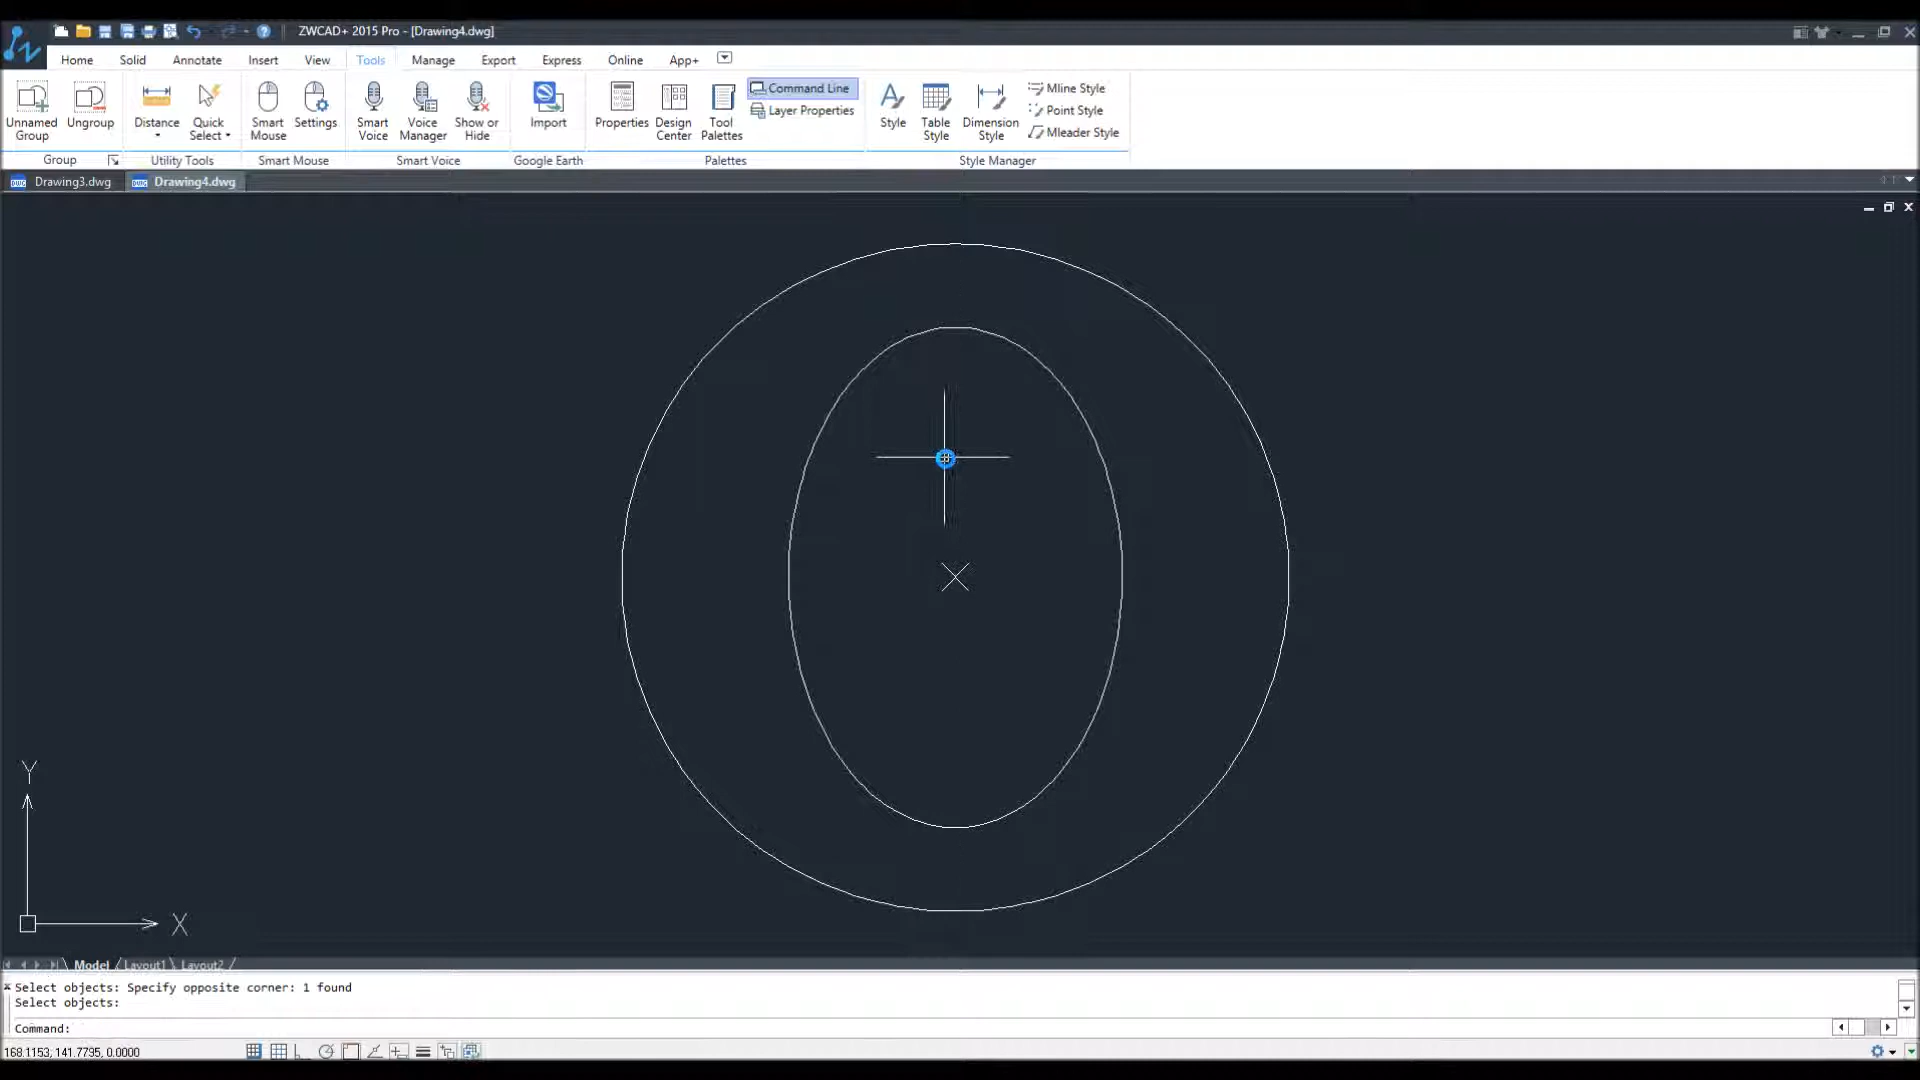 ZWCAD+ 2015 Pro - [Drawing4.dwg]
Home Solid Annotate Insert View Tools Manage Export Express Online App+
Unnamed Group
Ungroup
Distance
Quick Select
Smart Mouse
Settings
Smart Voice
Voice Manager
Show or Hide
Import
Properties
Design Center
Tool Palettes
Command Line
Layer Properties
Style
Table Style
Dimension Style
Mline Style
Point Style
Mleader Style
Group Utility Tools Smart Mouse Smart Voice Google Earth Palettes Style Manager
Drawing3.dwg Drawing4.dwg
Y
X
Model Layout1 Layout2
Select objects: Specify opposite corner: 1 found
Select objects:
Command:
168.1153, 141.7795, 0.0000